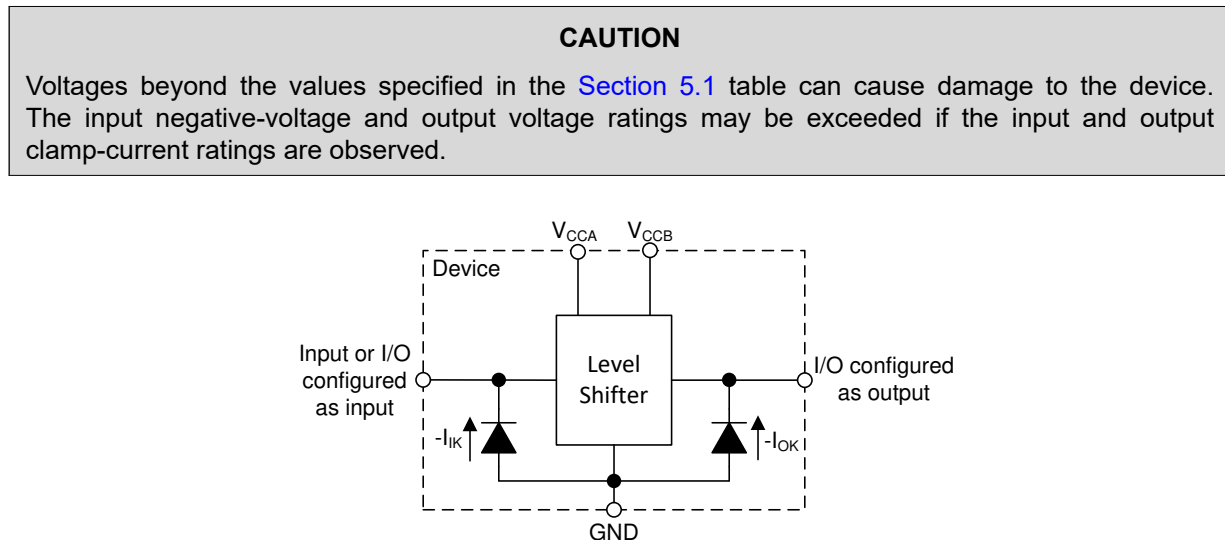 CAUTION
Voltages beyond the values specified in the Section 5.1 table can cause damage to the device.
The input negative-voltage and output voltage ratings may be exceeded if the input and output
clamp-current ratings are observed.
VCCA VCCB
Device
Input or I/O
configured
as input
Level
Shifter
I/O configured
as output
-IIK
-IOK
GND